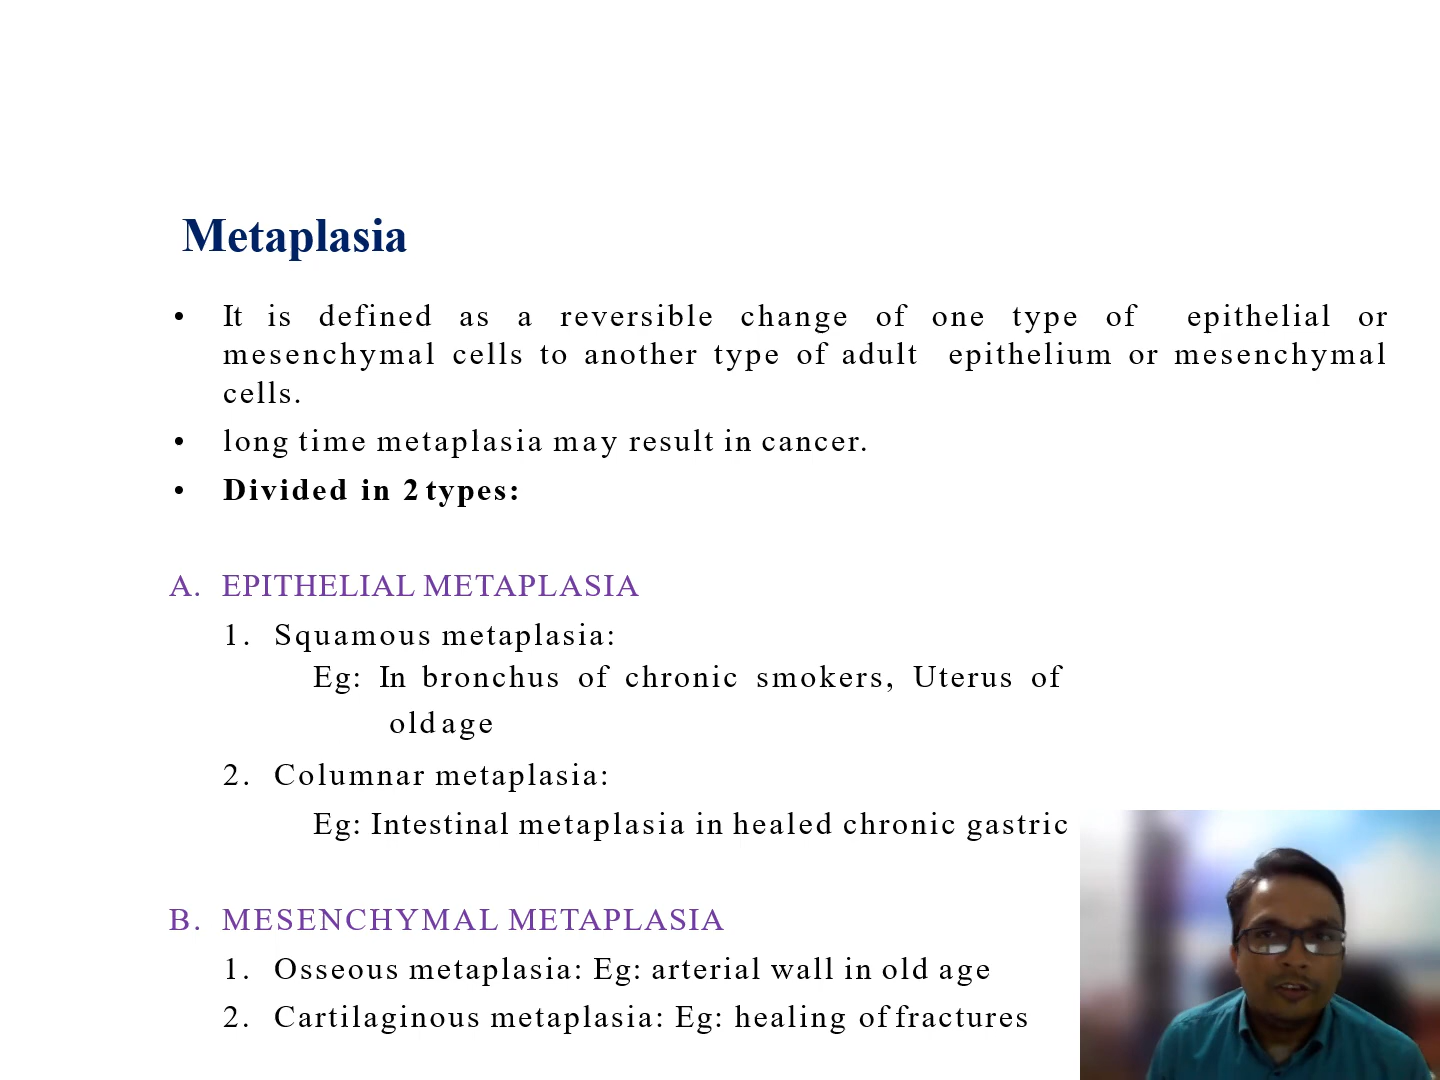 Metaplasia
• It is defined as a reversible change of one type of epithelial or
mesenchymal cells to another type of adult epithelium or mesenchymal
cells.
• long time metaplasia may result in cancer.
• Divided in 2 types:
A. EPITHELIAL METAPLASIA
1. Squamous metaplasia:
Eg: In bronchus of chronic smokers, Uterus of
old age
2. Columnar metaplasia:
Eg: Intestinal metaplasia in healed chronic gastric
B. MESENCHYMAL METAPLASIA
1. Osseous metaplasia: Eg: arterial wall in old age
2. Cartilaginous metaplasia: Eg: healing of fractures